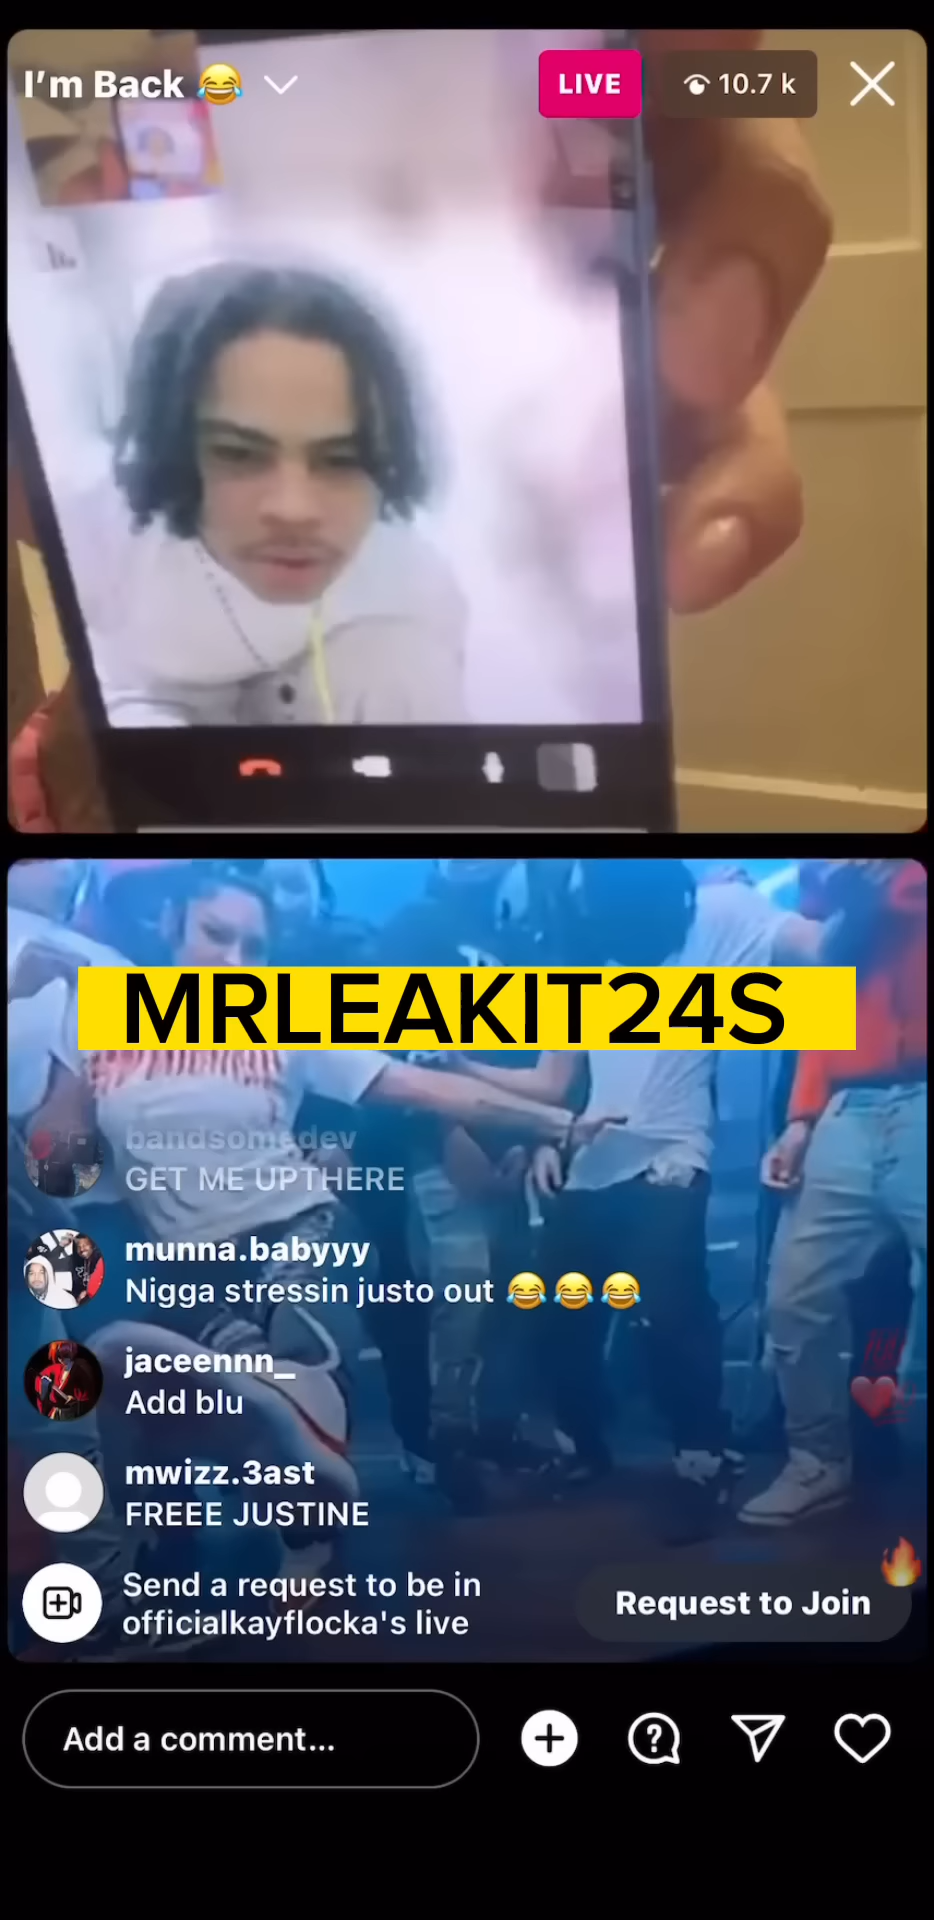 I'm Back 😂
LIVE
10.7 k
MRLEAKIT24S
bandsomedev
GET ME UPTHERE
munna.babyyy
Nigga stressin justo out 😂😂😂
jaceennn_
Add blu
mwizz.3ast
FREEE JUSTINE
Send a request to be in
officialkayflocka's live
Request to Join
Add a comment...